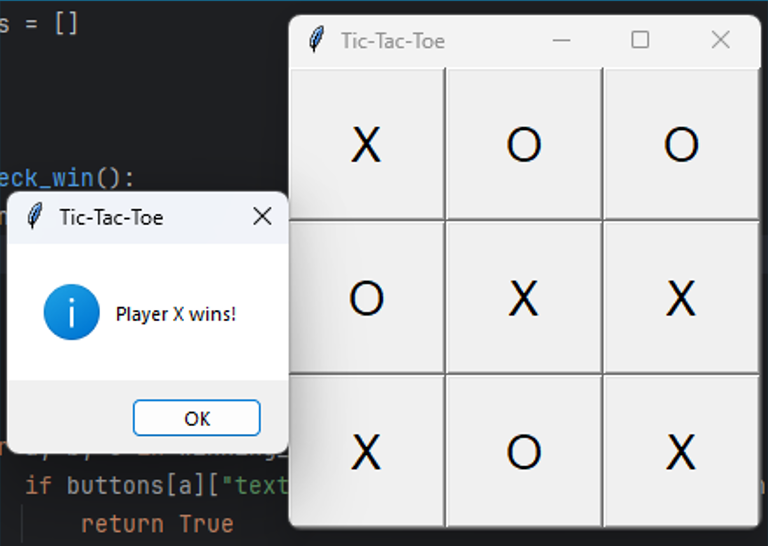 s = []
Tic-Tac-Toe
X O O
O X X
X O X
eck_win():
Tic-Tac-Toe
Player X wins!
OK
if buttons[a]["text
return True